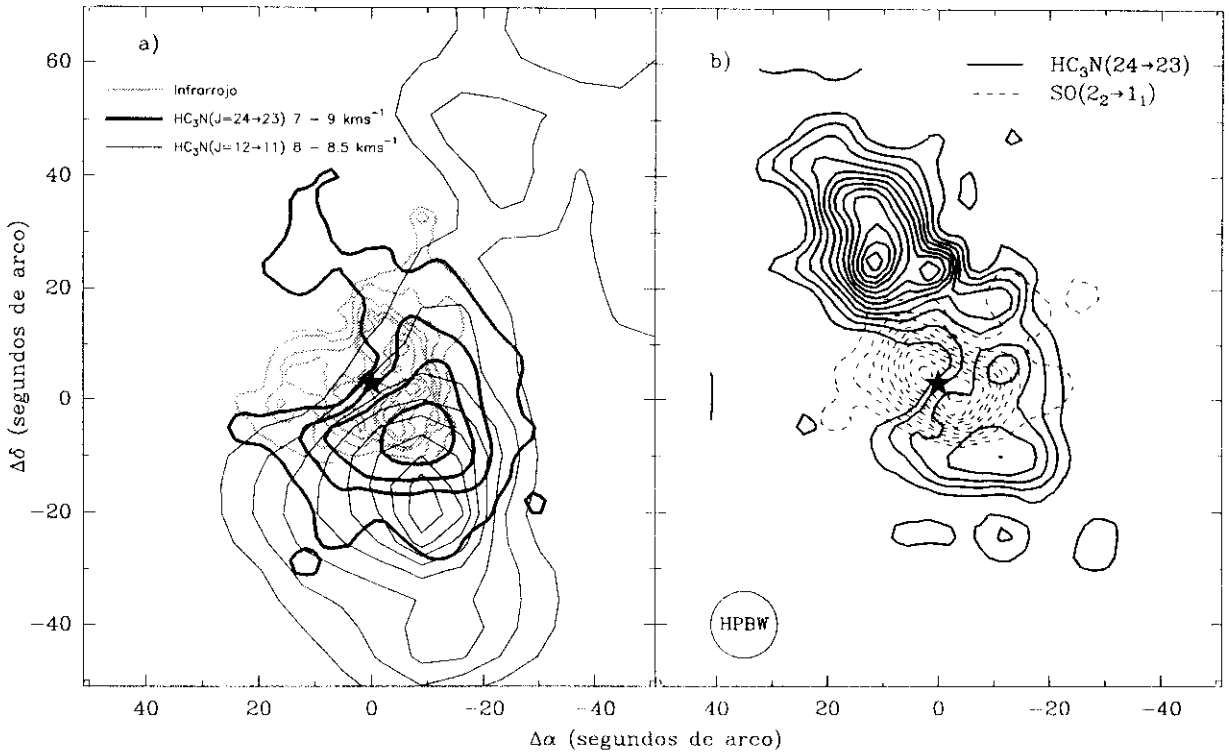 a)
Infrarrojo
HC₃N(J=24→23) 7 − 9 kms⁻¹
HC₃N(J=12→11) 8 − 8.5 kms⁻¹
b)
HC₃N(24→23)
SO(2₂→1₁)
HPBW
60
40
20
0
−20
−40
Δδ (segundos de arco)
40 20 0 −20 −40 40 20 0 −20 −40
Δα (segundos de arco)